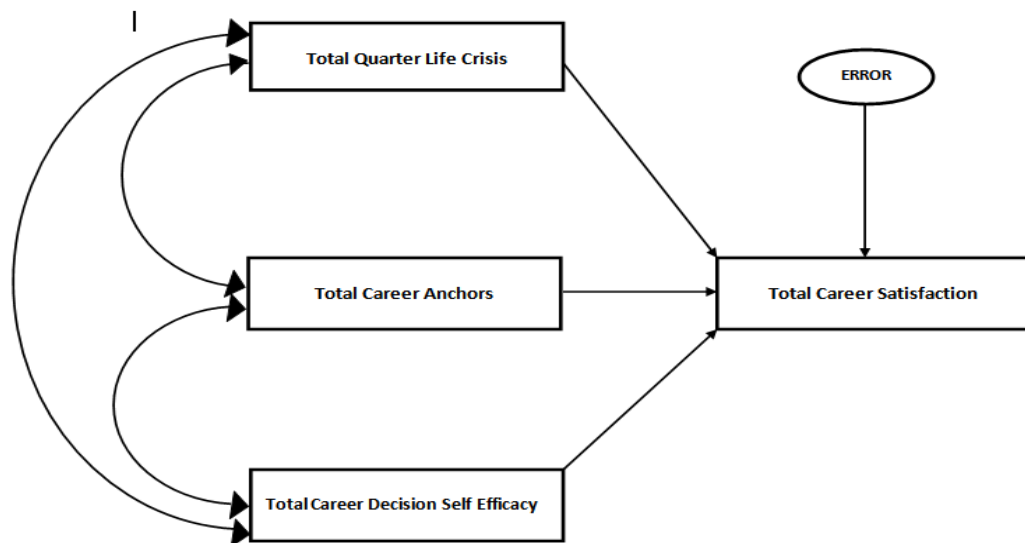 Total Quarter Life Crisis
ERROR
Total Career Anchors
Total Career Satisfaction
Total Career Decision Self Efficacy